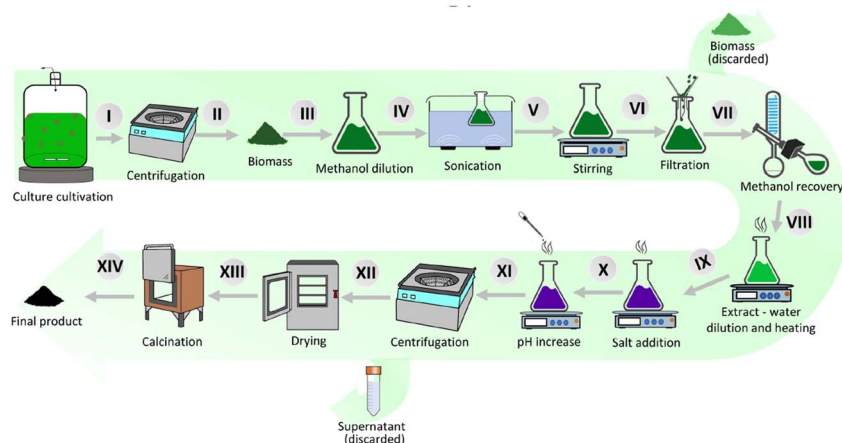 Biomass
(discarded)
I
II
III
IV
V
VI
VII
Culture cultivation
Centrifugation
Biomass
Methanol dilution
Sonication
Stirring
Filtration
Methanol recovery
VIII
XIV
XIII
XII
XI
X
IX
Final product
Calcination
Drying
Centrifugation
pH increase
Salt addition
Extract - water
dilution and heating
Supernatant
(discarded)